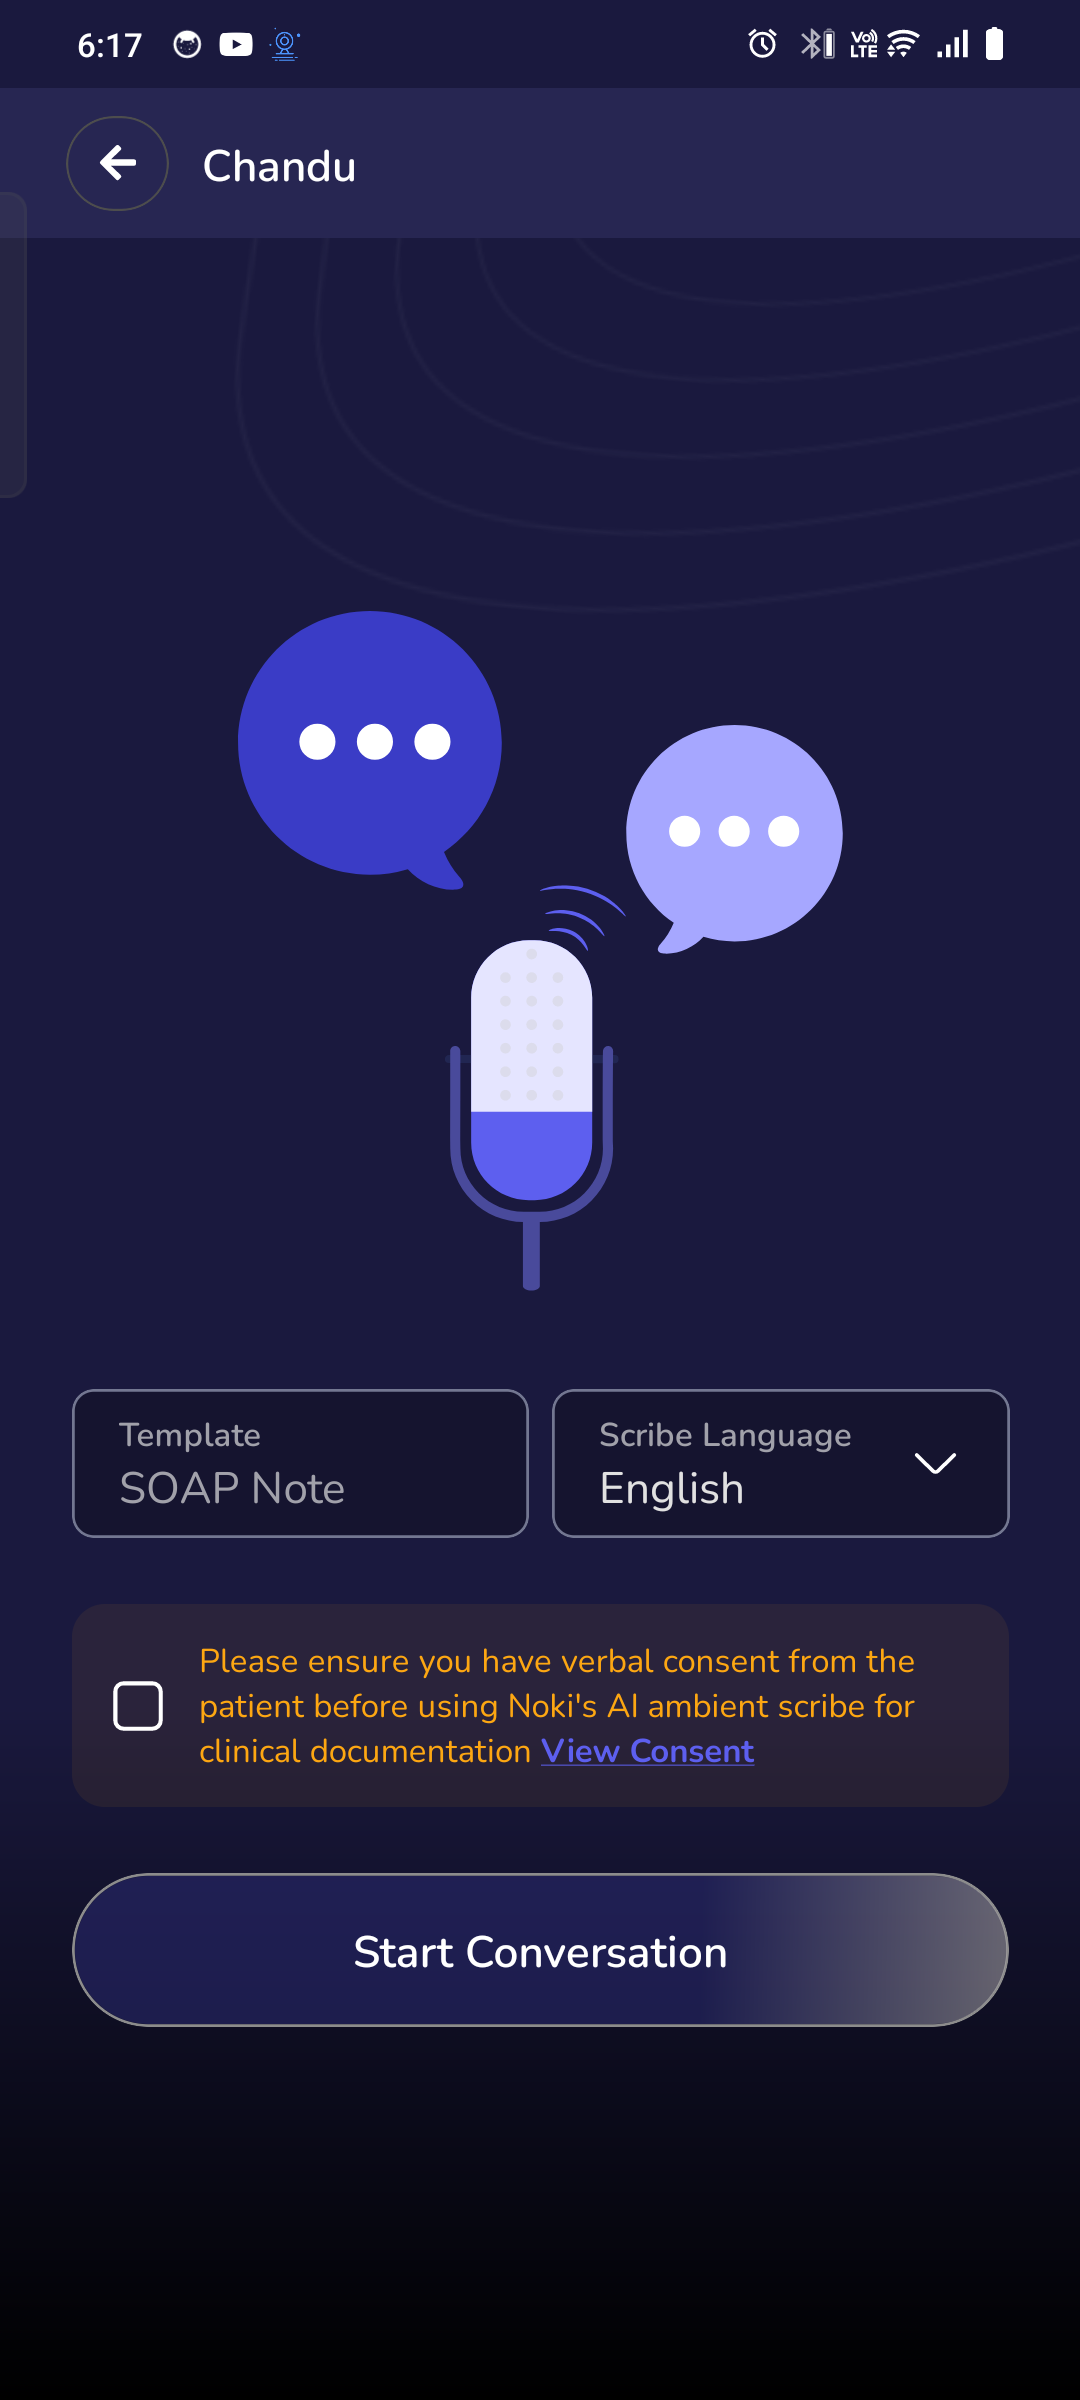 6:17
Vo) LTE
Chandu
Template
SOAP Note
Scribe Language
English
Please ensure you have verbal consent from the
patient before using Noki's AI ambient scribe for
clinical documentation View Consent
Start Conversation